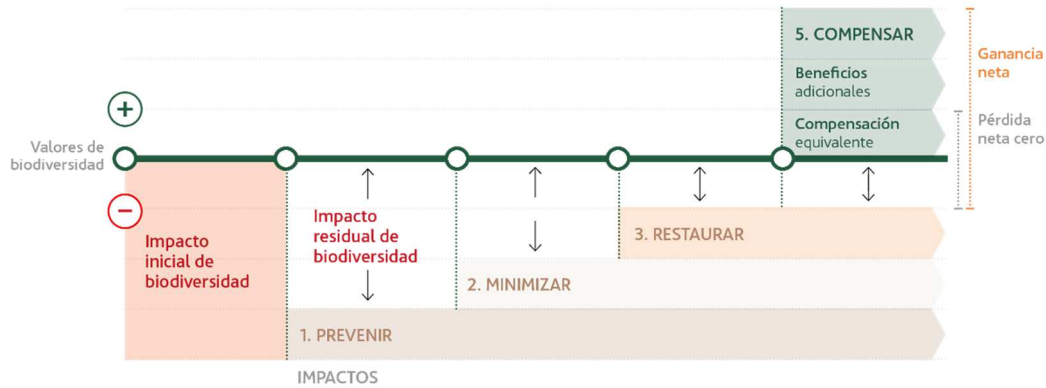 5. COMPENSAR
Beneficios
adicionales
Compensación
equivalente
Ganancia
neta
Pérdida
neta cero
+
Valores de
biodiversidad
−
Impacto
inicial de
biodiversidad
Impacto
residual de
biodiversidad
3. RESTAURAR
2. MINIMIZAR
1. PREVENIR
IMPACTOS